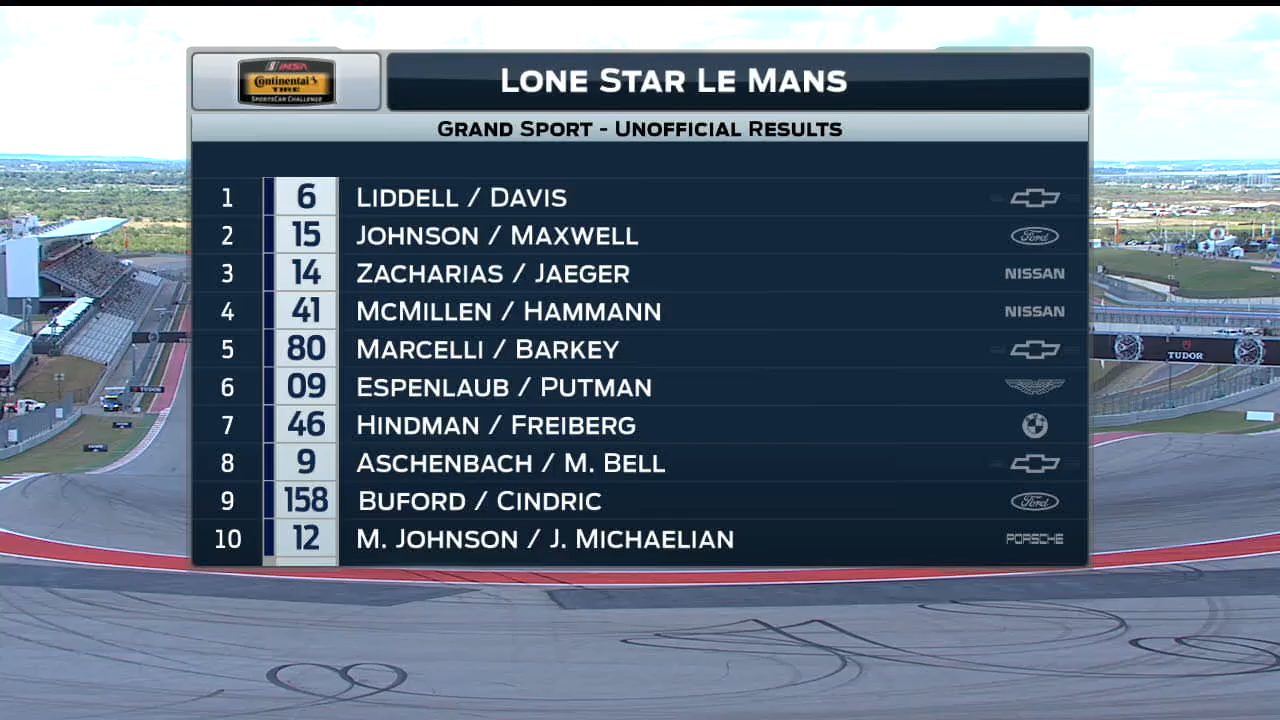 IMSA
Continental
TIRE
SPORTSCAR CHALLENGE
LONE STAR LE MANS
GRAND SPORT - UNOFFICIAL RESULTS
1 6 LIDDELL / DAVIS
2 15 JOHNSON / MAXWELL Ford
3 14 ZACHARIAS / JAEGER NISSAN
4 41 MCMILLEN / HAMMANN NISSAN
5 80 MARCELLI / BARKEY
6 09 ESPENLAUB / PUTMAN
7 46 HINDMAN / FREIBERG
8 9 ASCHENBACH / M. BELL
9 158 BUFORD / CINDRIC Ford
10 12 M. JOHNSON / J. MICHAELIAN PORSCHE
TUDOR
TUDOR